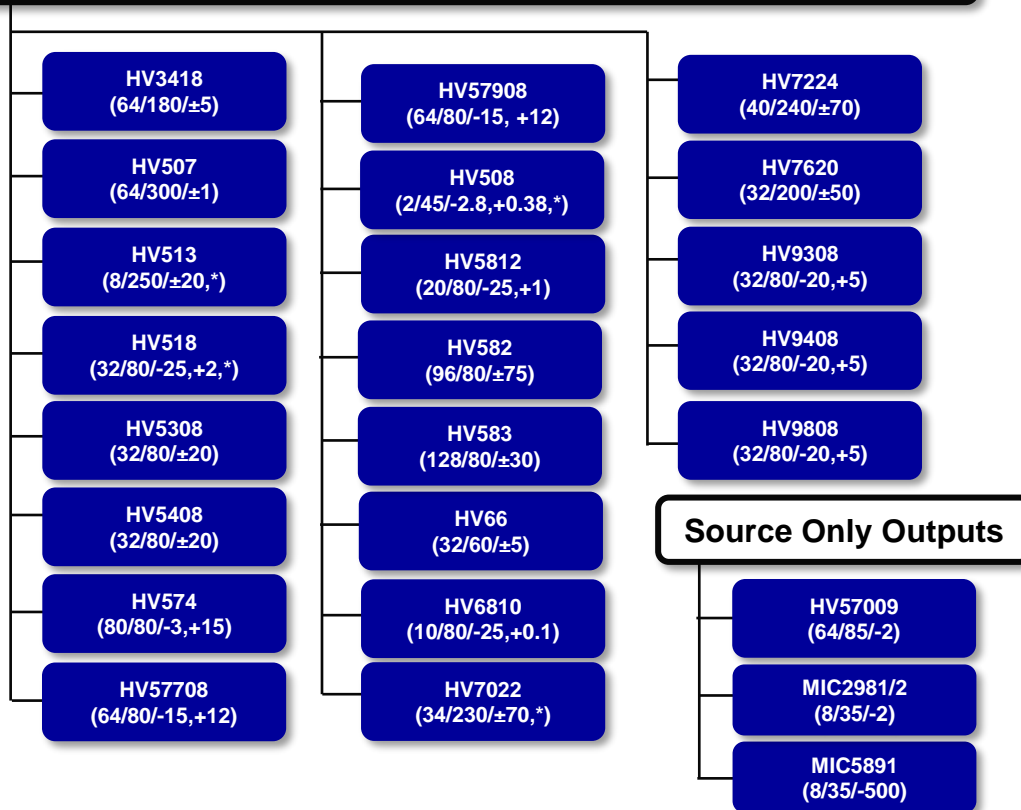 HV3418
(64/180/±5)
HV507
(64/300/±1)
HV513
(8/250/±20,*)
HV518
(32/80/-25,+2,*)
HV5308
(32/80/±20)
HV5408
(32/80/±20)
HV574
(80/80/-3,+15)
HV57708
(64/80/-15,+12)
HV57908
(64/80/-15, +12)
HV508
(2/45/-2.8,+0.38,*)
HV5812
(20/80/-25,+1)
HV582
(96/80/±75)
HV583
(128/80/±30)
HV66
(32/60/±5)
HV6810
(10/80/-25,+0.1)
HV7022
(34/230/±70,*)
HV7224
(40/240/±70)
HV7620
(32/200/±50)
HV9308
(32/80/-20,+5)
HV9408
(32/80/-20,+5)
HV9808
(32/80/-20,+5)
Source Only Outputs
HV57009
(64/85/-2)
MIC2981/2
(8/35/-2)
MIC5891
(8/35/-500)